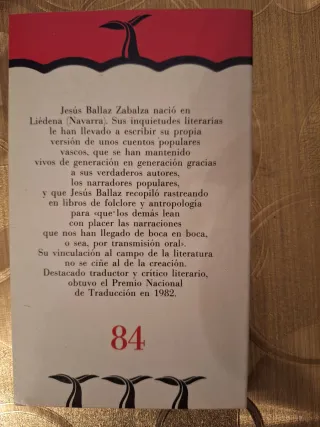 Jesús Ballaz Zabalza nació en
Liédena (Navarra). Sus inquietudes literarias
le han llevado a escribir su propia
versión de unos cuentos populares
vascos, que se han mantenido
vivos de generación en generación gracias
a sus verdaderos autores,
los narradores populares,
y que Jesús Ballaz recopiló rastreando
en libros de folclore y antropología
para «que los demás lean
con placer las narraciones
que nos han llegado de boca en boca,
o sea, por transmisión oral».
Su vinculación al campo de la literatura
no se ciñe al de la creación.
Destacado traductor y crítico literario,
obtuvo el Premio Nacional
de Traducción en 1982.
84